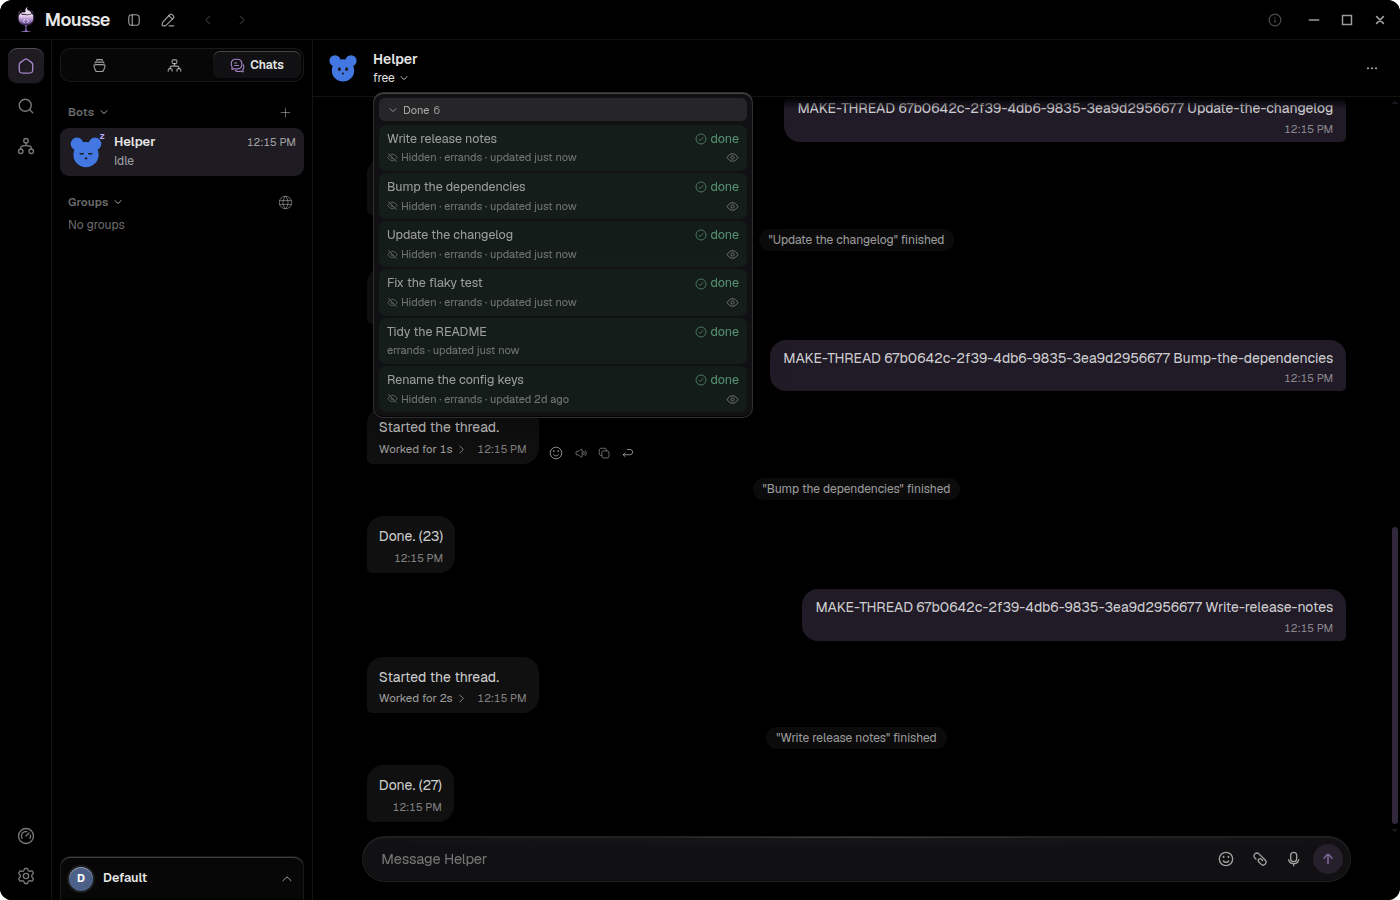 Mousse
Chats
Bots
Helper
12:15 PM
Idle
z
Groups
No groups
D
Default
Helper
free
Done 6
Write release notes
done
Hidden · errands · updated just now
Bump the dependencies
done
Hidden · errands · updated just now
Update the changelog
done
Hidden · errands · updated just now
Fix the flaky test
done
Hidden · errands · updated just now
Tidy the README
done
errands · updated just now
Rename the config keys
done
Hidden · errands · updated 2d ago
MAKE-THREAD 67b0642c-2f39-4db6-9835-3ea9d2956677 Update-the-changelog
12:15 PM
"Update the changelog" finished
MAKE-THREAD 67b0642c-2f39-4db6-9835-3ea9d2956677 Bump-the-dependencies
12:15 PM
Started the thread.
Worked for 1s
12:15 PM
"Bump the dependencies" finished
Done. (23)
12:15 PM
MAKE-THREAD 67b0642c-2f39-4db6-9835-3ea9d2956677 Write-release-notes
12:15 PM
Started the thread.
Worked for 2s
12:15 PM
"Write release notes" finished
Done. (27)
12:15 PM
Message Helper